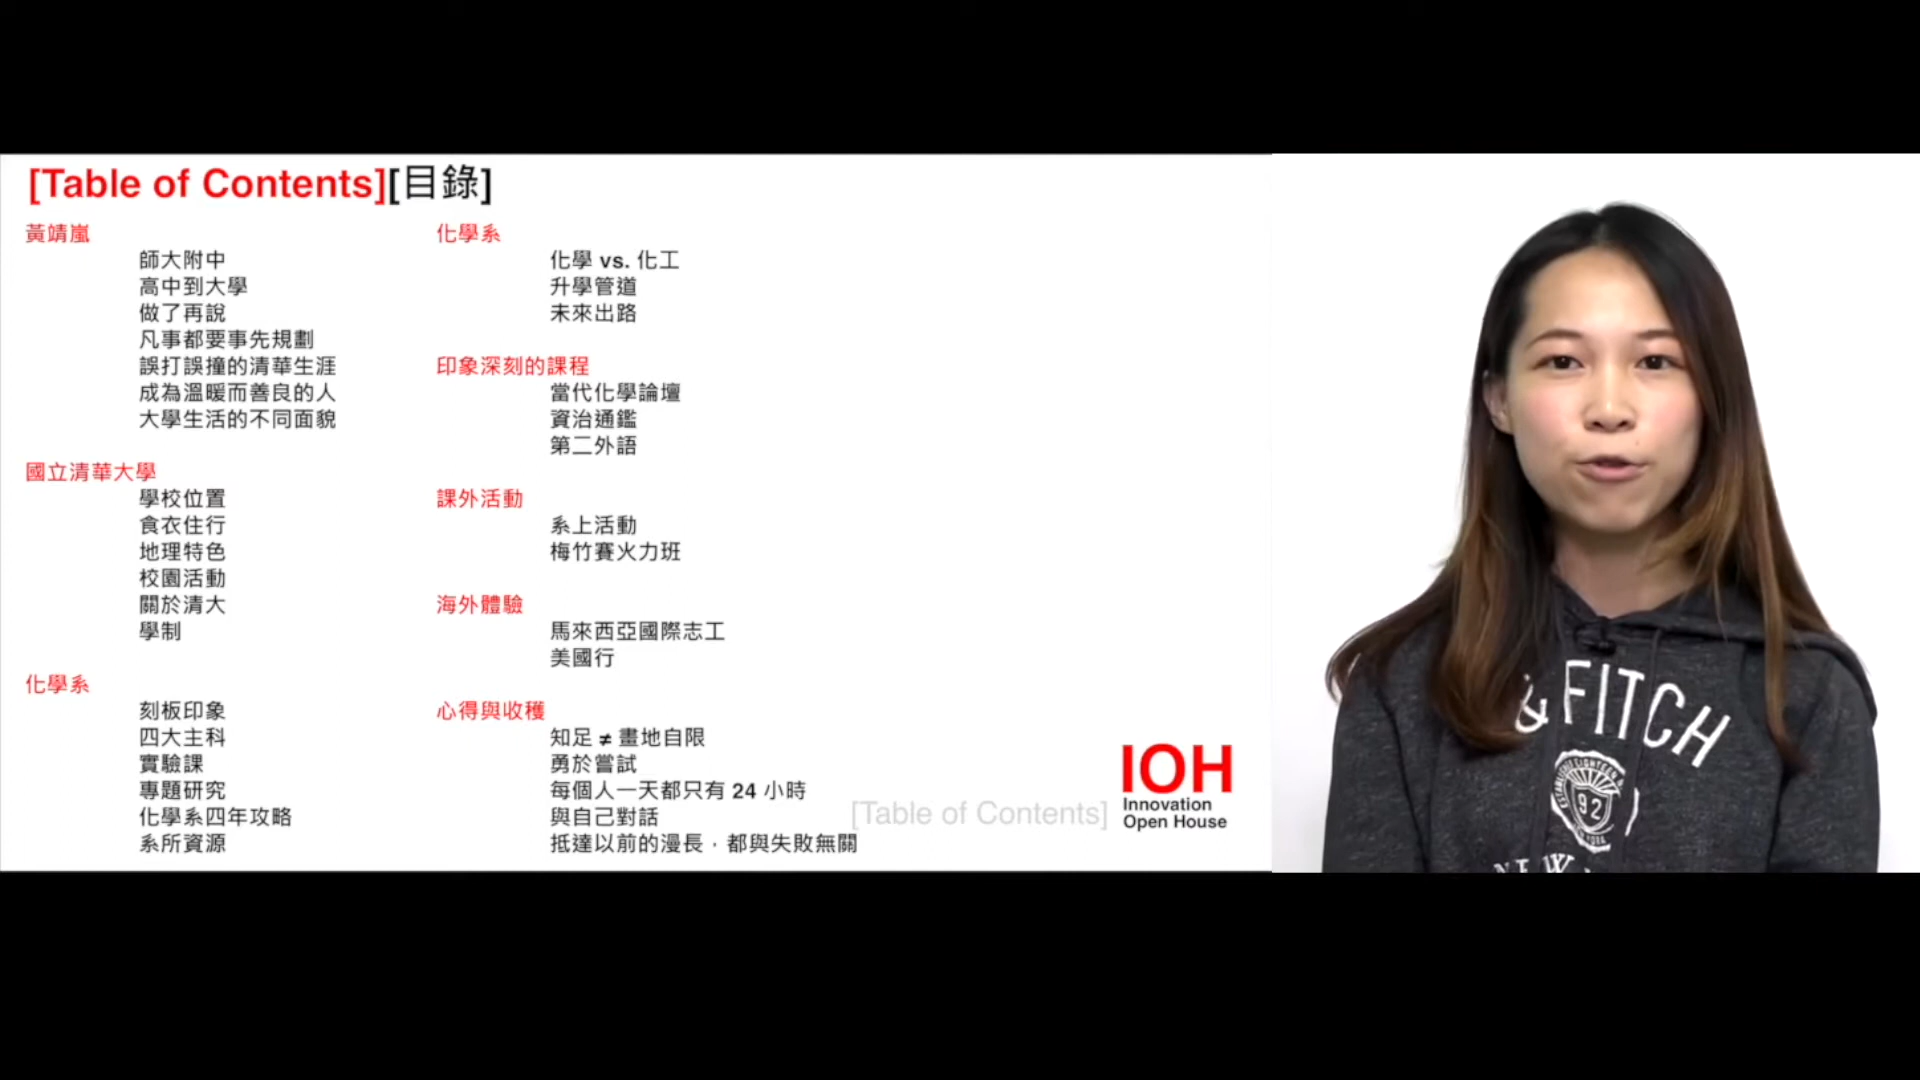 [Table of Contents][目錄]
黃靖嵐
師大附中
高中到大學
做了再說
凡事都要事先規劃
誤打誤撞的清華生涯
成為溫暖而善良的人
大學生活的不同面貌
國立清華大學
學校位置
食衣住行
地理特色
校園活動
關於清大
學制
化學系
刻板印象
四大主科
實驗課
專題研究
化學系四年攻略
系所資源
化學系
化學 vs. 化工
升學管道
未來出路
印象深刻的課程
當代化學論壇
資治通鑑
第二外語
課外活動
系上活動
梅竹賽火力班
海外體驗
馬來西亞國際志工
美國行
心得與收穫
知足 ≠ 畫地自限
勇於嘗試
每個人一天都只有 24 小時
與自己對話
抵達以前的漫長，都與失敗無關
[Table of Contents]
IOH
Innovation
Open House
& FITCH
92